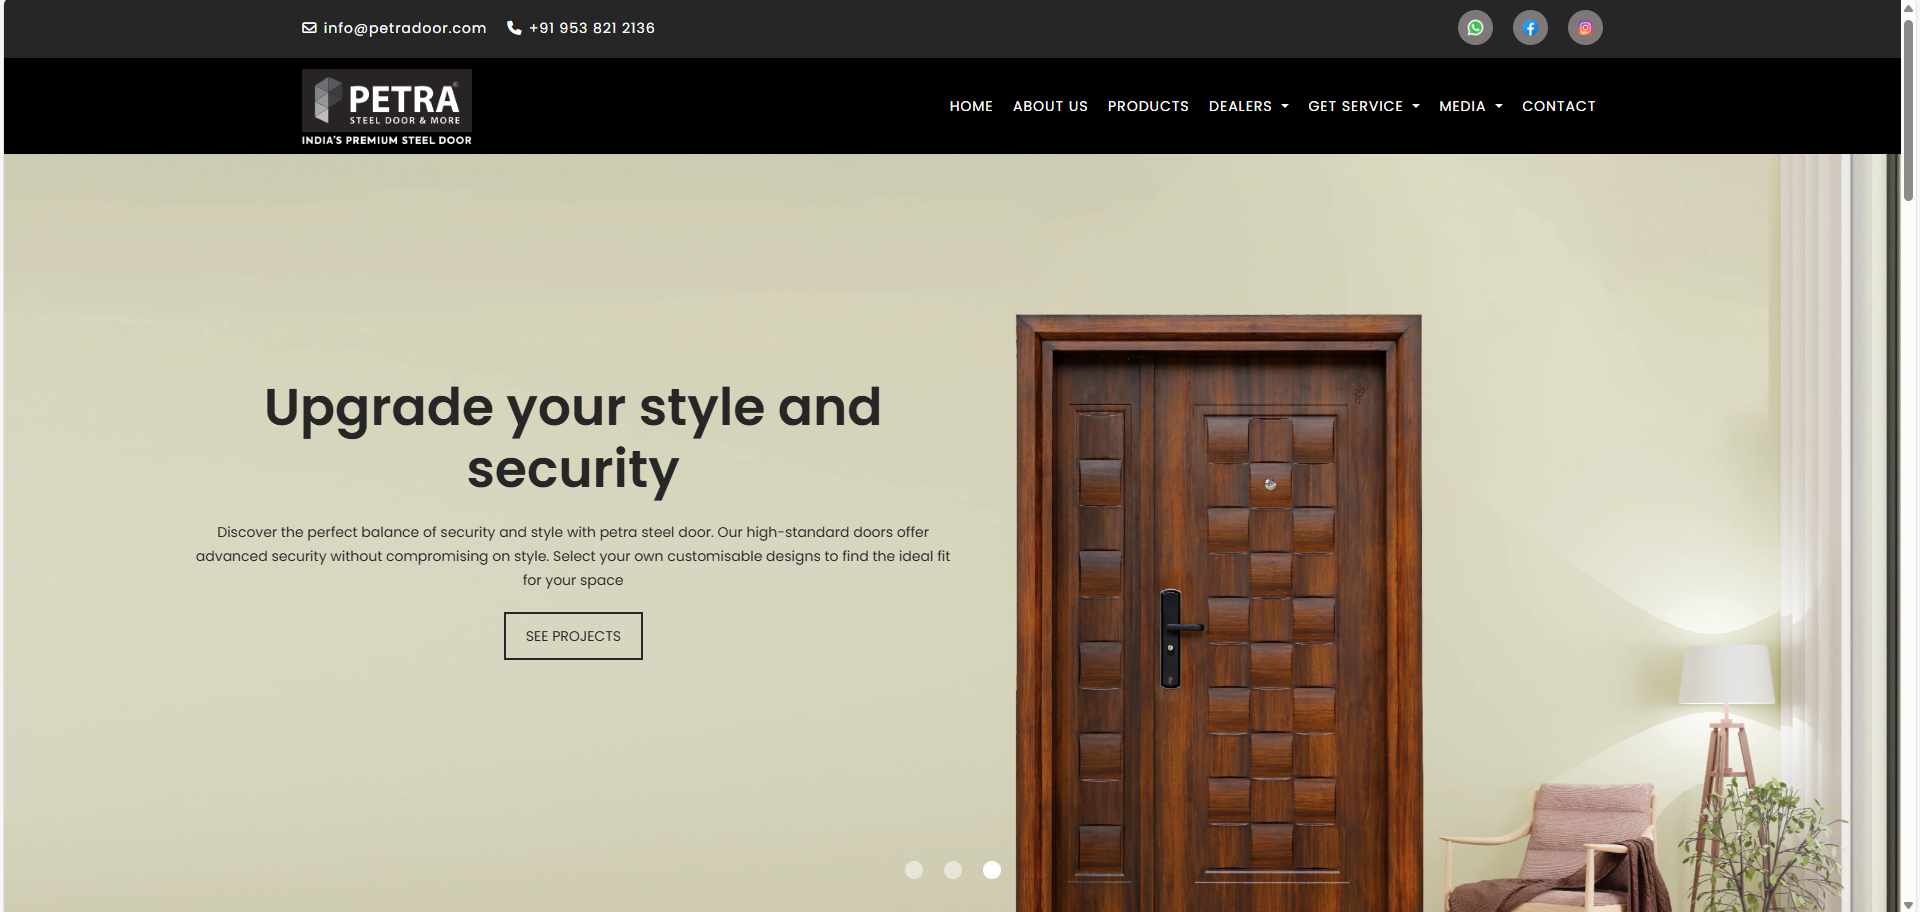 info@petradoor.com +91 953 821 2136
PETRA®
STEEL DOOR & MORE
INDIA'S PREMIUM STEEL DOOR
HOME ABOUT US PRODUCTS DEALERS GET SERVICE MEDIA CONTACT
Upgrade your style and
security
Discover the perfect balance of security and style with petra steel door. Our high-standard doors offer
advanced security without compromising on style. Select your own customisable designs to find the ideal fit
for your space
SEE PROJECTS